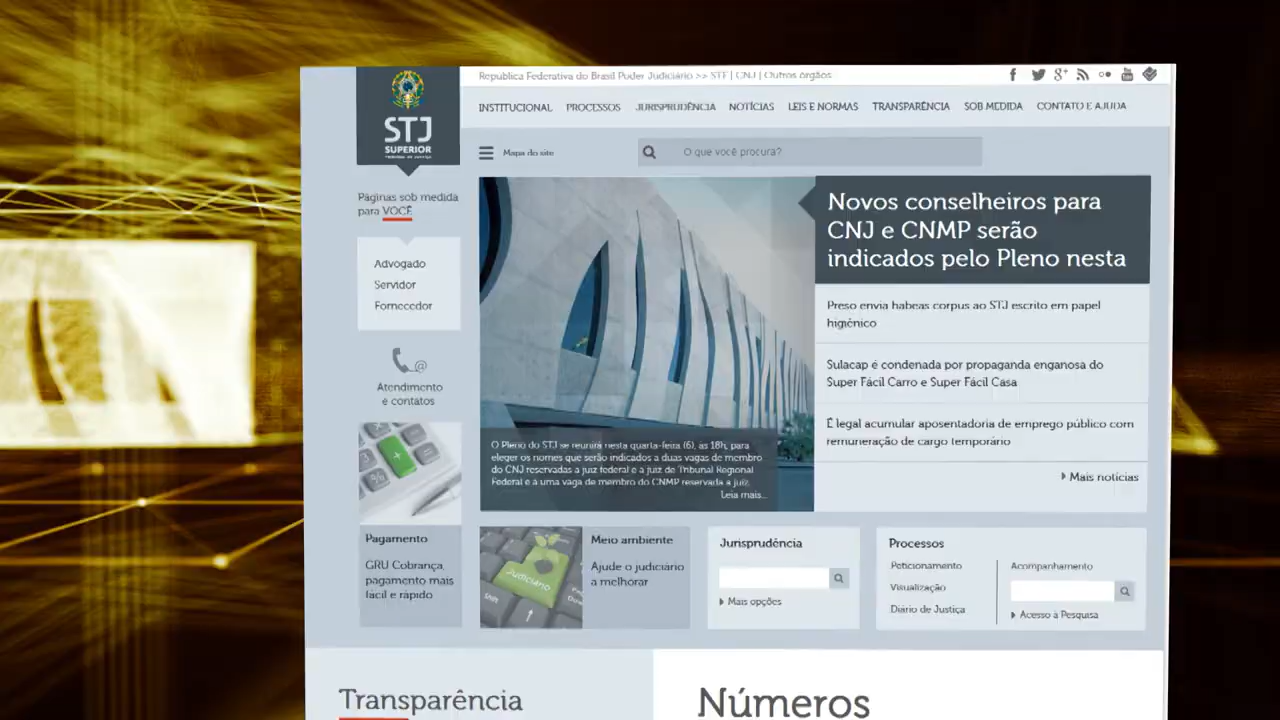 República Federativa do Brasil Poder Judiciário >> STF | CNJ | Outros órgãos
STJ
SUPERIOR
TRIBUNAL DE JUSTIÇA
INSTITUCIONAL PROCESSOS JURISPRUDÊNCIA NOTÍCIAS LEIS E NORMAS TRANSPARÊNCIA SOB MEDIDA CONTATO E AJUDA
Mapa do site
O que você procura?
Páginas sob medida
para VOCÊ
Advogado
Servidor
Fornecedor
Atendimento
e contatos
Novos conselheiros para
CNJ e CNMP serão
indicados pelo Pleno nesta
Preso envia habeas corpus ao STJ escrito em papel
higiênico
Sulacap é condenada por propaganda enganosa do
Super Fácil Carro e Super Fácil Casa
É legal acumular aposentadoria de emprego público com
remuneração de cargo temporário
Mais notícias
O Pleno do STJ se reunirá nesta quarta-feira (6), às 18h, para
eleger os nomes que serão indicados a duas vagas de membro
do CNJ reservadas a juiz federal e a juiz de Tribunal Regional
Federal e a uma vaga de membro do CNMP reservada a juiz
Leia mais...
Pagamento
GRU Cobrança,
pagamento mais
fácil e rápido
Judiciário
Shift
Meio ambiente
Ajude o judiciário
a melhorar
Jurisprudência
Mais opções
Processos
Peticionamento
Visualização
Diário de Justiça
Acompanhamento
Acesso à Pesquisa
Transparência
Números